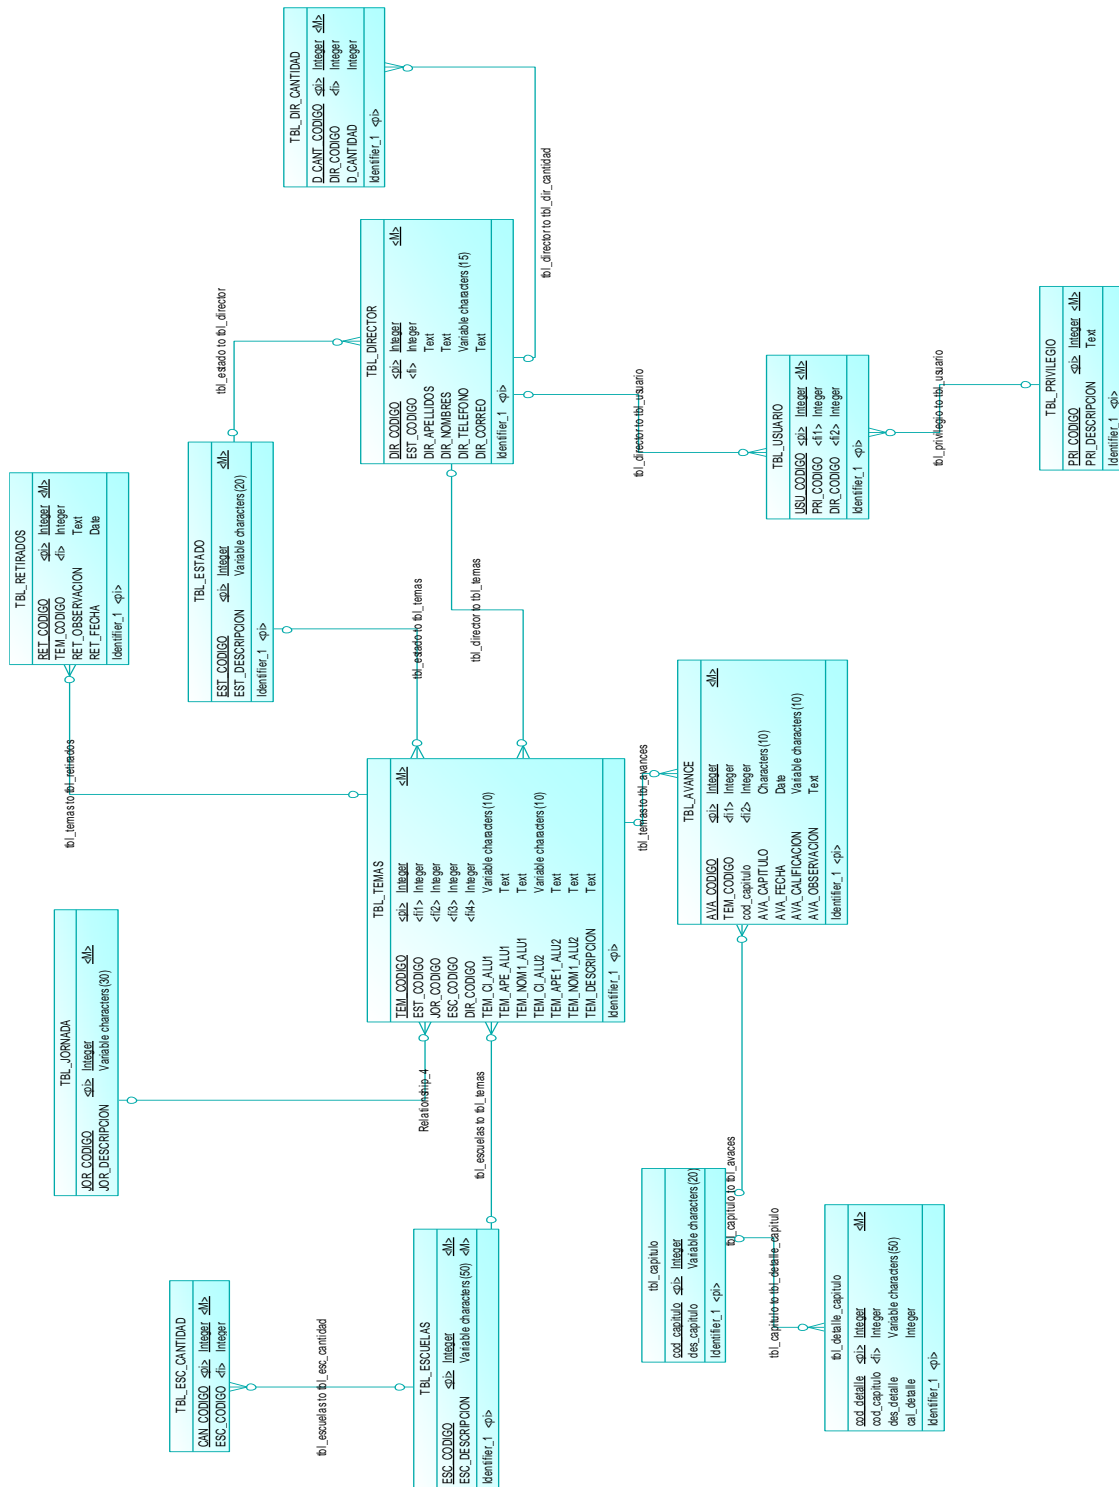 TBL_DIR_CANTIDAD
D_CANT_CODIGO <pi> Integer <M>
DIR_CODIGO <fi> Integer
D_CANTIDAD Integer
Identifier_1 <pi>
tbl_director to tbl_dir_cantidad
TBL_DIRECTOR
DIR_CODIGO <pi> Integer <M>
EST_CODIGO <fi> Integer
DIR_APELLIDOS Text
DIR_NOMBRES Text
DIR_TELEFONO Variable characters (15)
DIR_CORREO Text
Identifier_1 <pi>
tbl_estado to tbl_director
tbl_director to tbl_usuario
TBL_USUARIO
USU_CODIGO <pi> Integer <M>
PRI_CODIGO <fi1> Integer
DIR_CODIGO <fi2> Integer
Identifier_1 <pi>
tbl_privilegio to tbl_usuario
TBL_PRIVILEGIO
PRI_CODIGO <pi> Integer <M>
PRI_DESCRIPCION Text
Identifier_1 <pi>
TBL_RETIRADOS
RET_CODIGO <pi> Integer <M>
TEM_CODIGO <fi> Integer
RET_OBSERVACION Text
RET_FECHA Date
Identifier_1 <pi>
TBL_ESTADO
EST_CODIGO <pi> Integer <M>
EST_DESCRIPCION Variable characters (20)
Identifier_1 <pi>
tbl_temas to tbl_retirados
tbl_estado to tbl_temas
tbl_director to tbl_temas
TBL_TEMAS
TEM_CODIGO <pi> Integer <M>
EST_CODIGO <fi1> Integer
JOR_CODIGO <fi2> Integer
ESC_CODIGO <fi3> Integer
DIR_CODIGO <fi4> Integer
TEM_CI_ALU1 Variable characters (10)
TEM_APE_ALU1 Text
TEM_NOM1_ALU1 Text
TEM_CI_ALU2 Variable characters (10)
TEM_APE1_ALU2 Text
TEM_NOM1_ALU2 Text
TEM_DESCRIPCION Text
Identifier_1 <pi>
tbl_temas to tbl_avances
TBL_AVANCE
AVA_CODIGO <pi> Integer <M>
TEM_CODIGO <fi1> Integer
cod_capitulo <fi2> Integer
AVA_CAPITULO Characters (10)
AVA_FECHA Date
AVA_CALIFICACION Variable characters (10)
AVA_OBSERVACION Text
Identifier_1 <pi>
TBL_JORNADA
JOR_CODIGO <pi> Integer <M>
JOR_DESCRIPCION Variable characters (30)
Identifier_1 <pi>
Relationship_4
tbl_escuelas to tbl_temas
TBL_ESC_CANTIDAD
CAN_CODIGO <pi> Integer <M>
ESC_CODIGO <fi> Integer
Identifier_1 <pi>
tbl_escuelas to tbl_esc_cantidad
TBL_ESCUELAS
ESC_CODIGO <pi> Integer <M>
ESC_DESCRIPCION Variable characters (50) <M>
Identifier_1 <pi>
tbl_capitulo
cod_capitulo <pi> Integer
des_capitulo Variable characters (20)
Identifier_1 <pi>
tbl_capitulo to tbl_avaces
tbl_capitulo to tbl_detalle_capitulo
tbl_detalle_capitulo
cod_detalle <pi> Integer <M>
cod_capitulo <fi> Integer
des_detalle Variable characters (50)
cal_detalle Integer
Identifier_1 <pi>